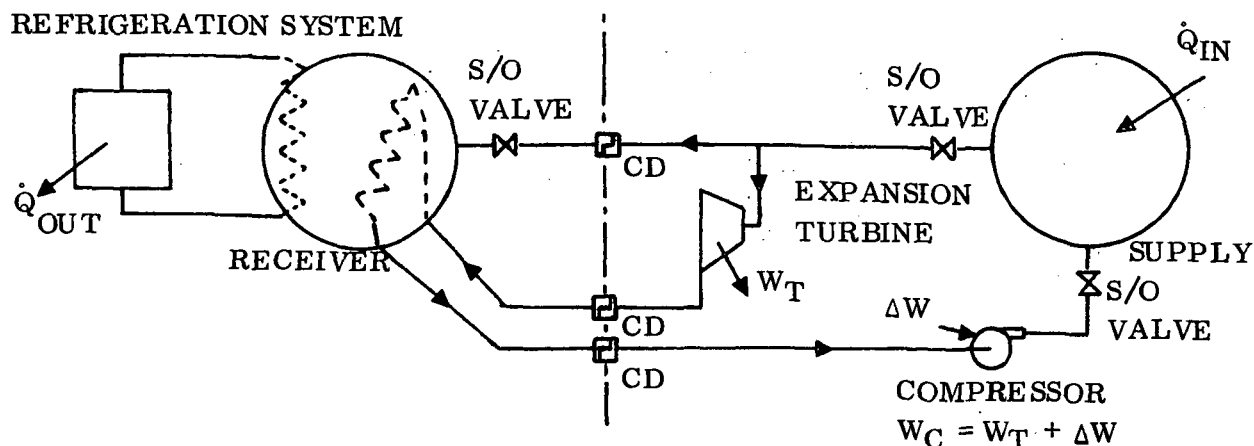 REFRIGERATION SYSTEM
S/O
VALVE
S/O
VALVE
Q̇IN
CD
EXPANSION
TURBINE
Q̇OUT
RECEIVER
WT
SUPPLY
S/O
VALVE
CD
ΔW
CD
COMPRESSOR
WC = WT + ΔW